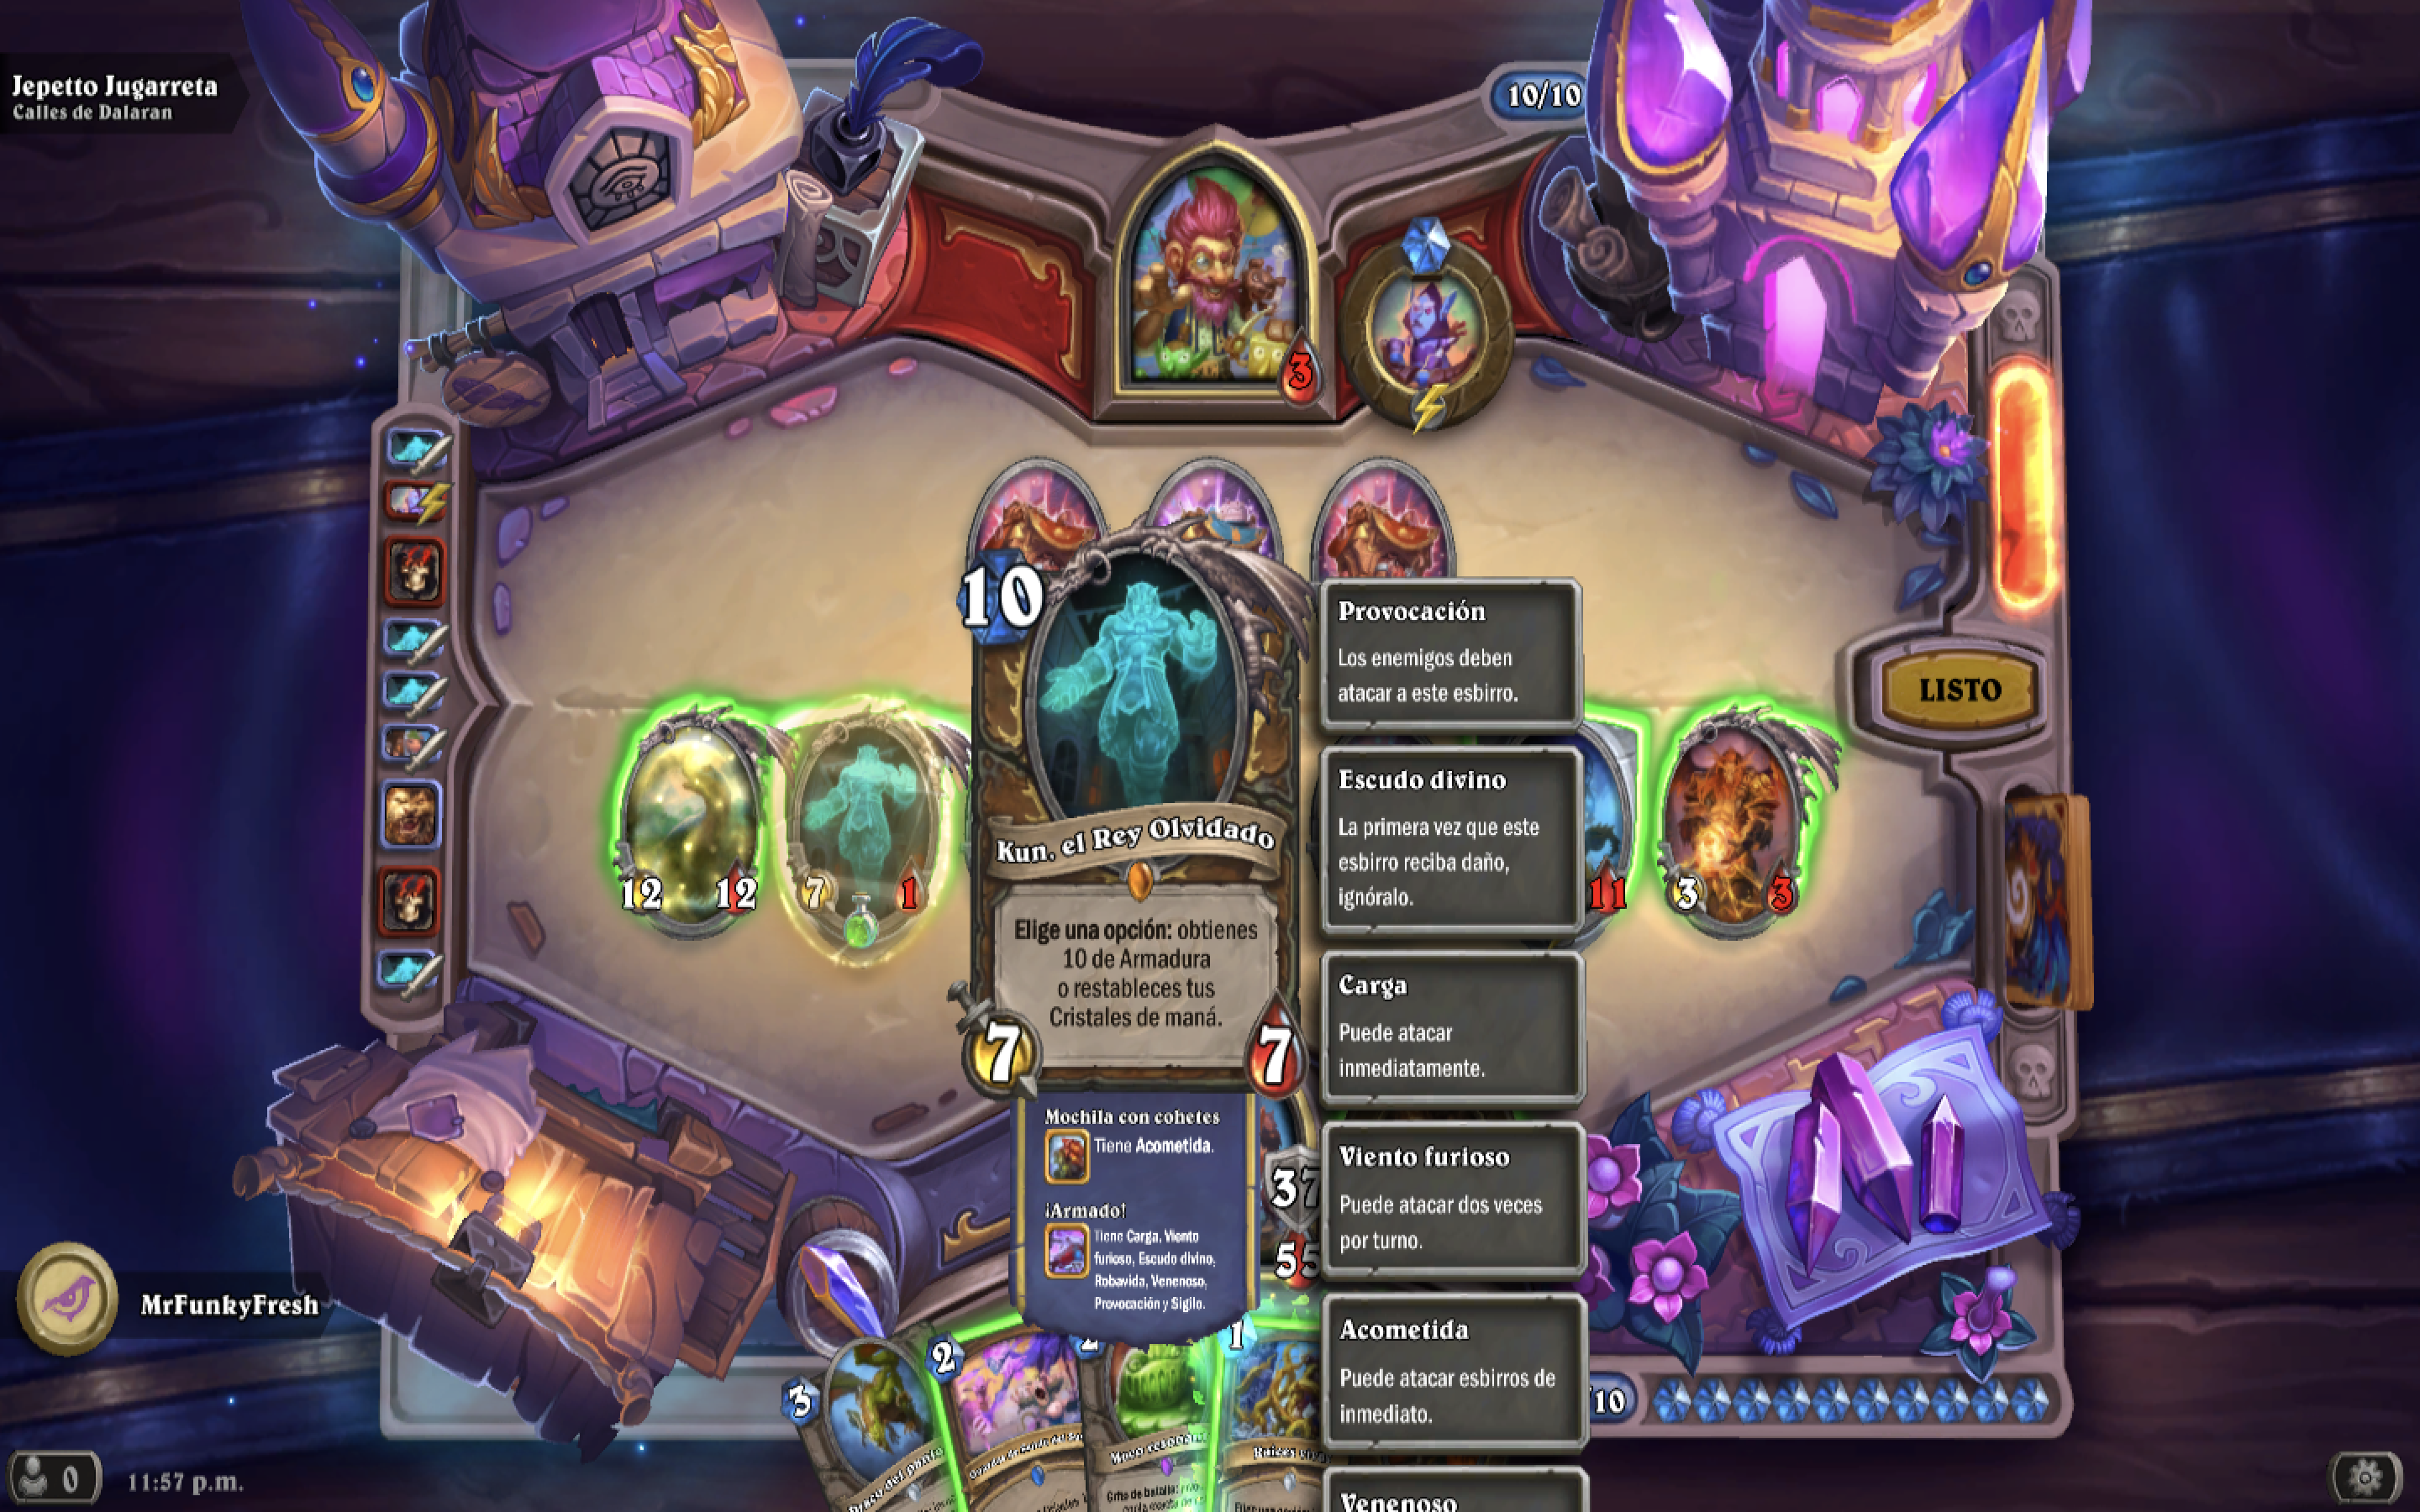 Jepetto Jugarreta
Calles de Dalaran
10/10
3
10
Kun, el Rey Olvidado
Elige una opción: obtienes
10 de Armadura
o restableces tus
Cristales de maná.
7
7
Mochila con cohetes
Tiene Acometida.
¡Armado!
Tiene Carga, Viento
furioso, Escudo divino,
Robavida, Venenoso,
Provocación y Sigilo.
Provocación
Los enemigos deben
atacar a este esbirro.
Escudo divino
La primera vez que este
esbirro reciba daño,
ignóralo.
Carga
Puede atacar
inmediatamente.
Viento furioso
Puede atacar dos veces
por turno.
Acometida
Puede atacar esbirros de
inmediato.
Venenoso
LISTO
12
12
7
1
11
3
3
37
55
3
2
2
1
/10
MrFunkyFresh
0
11:57 p.m.